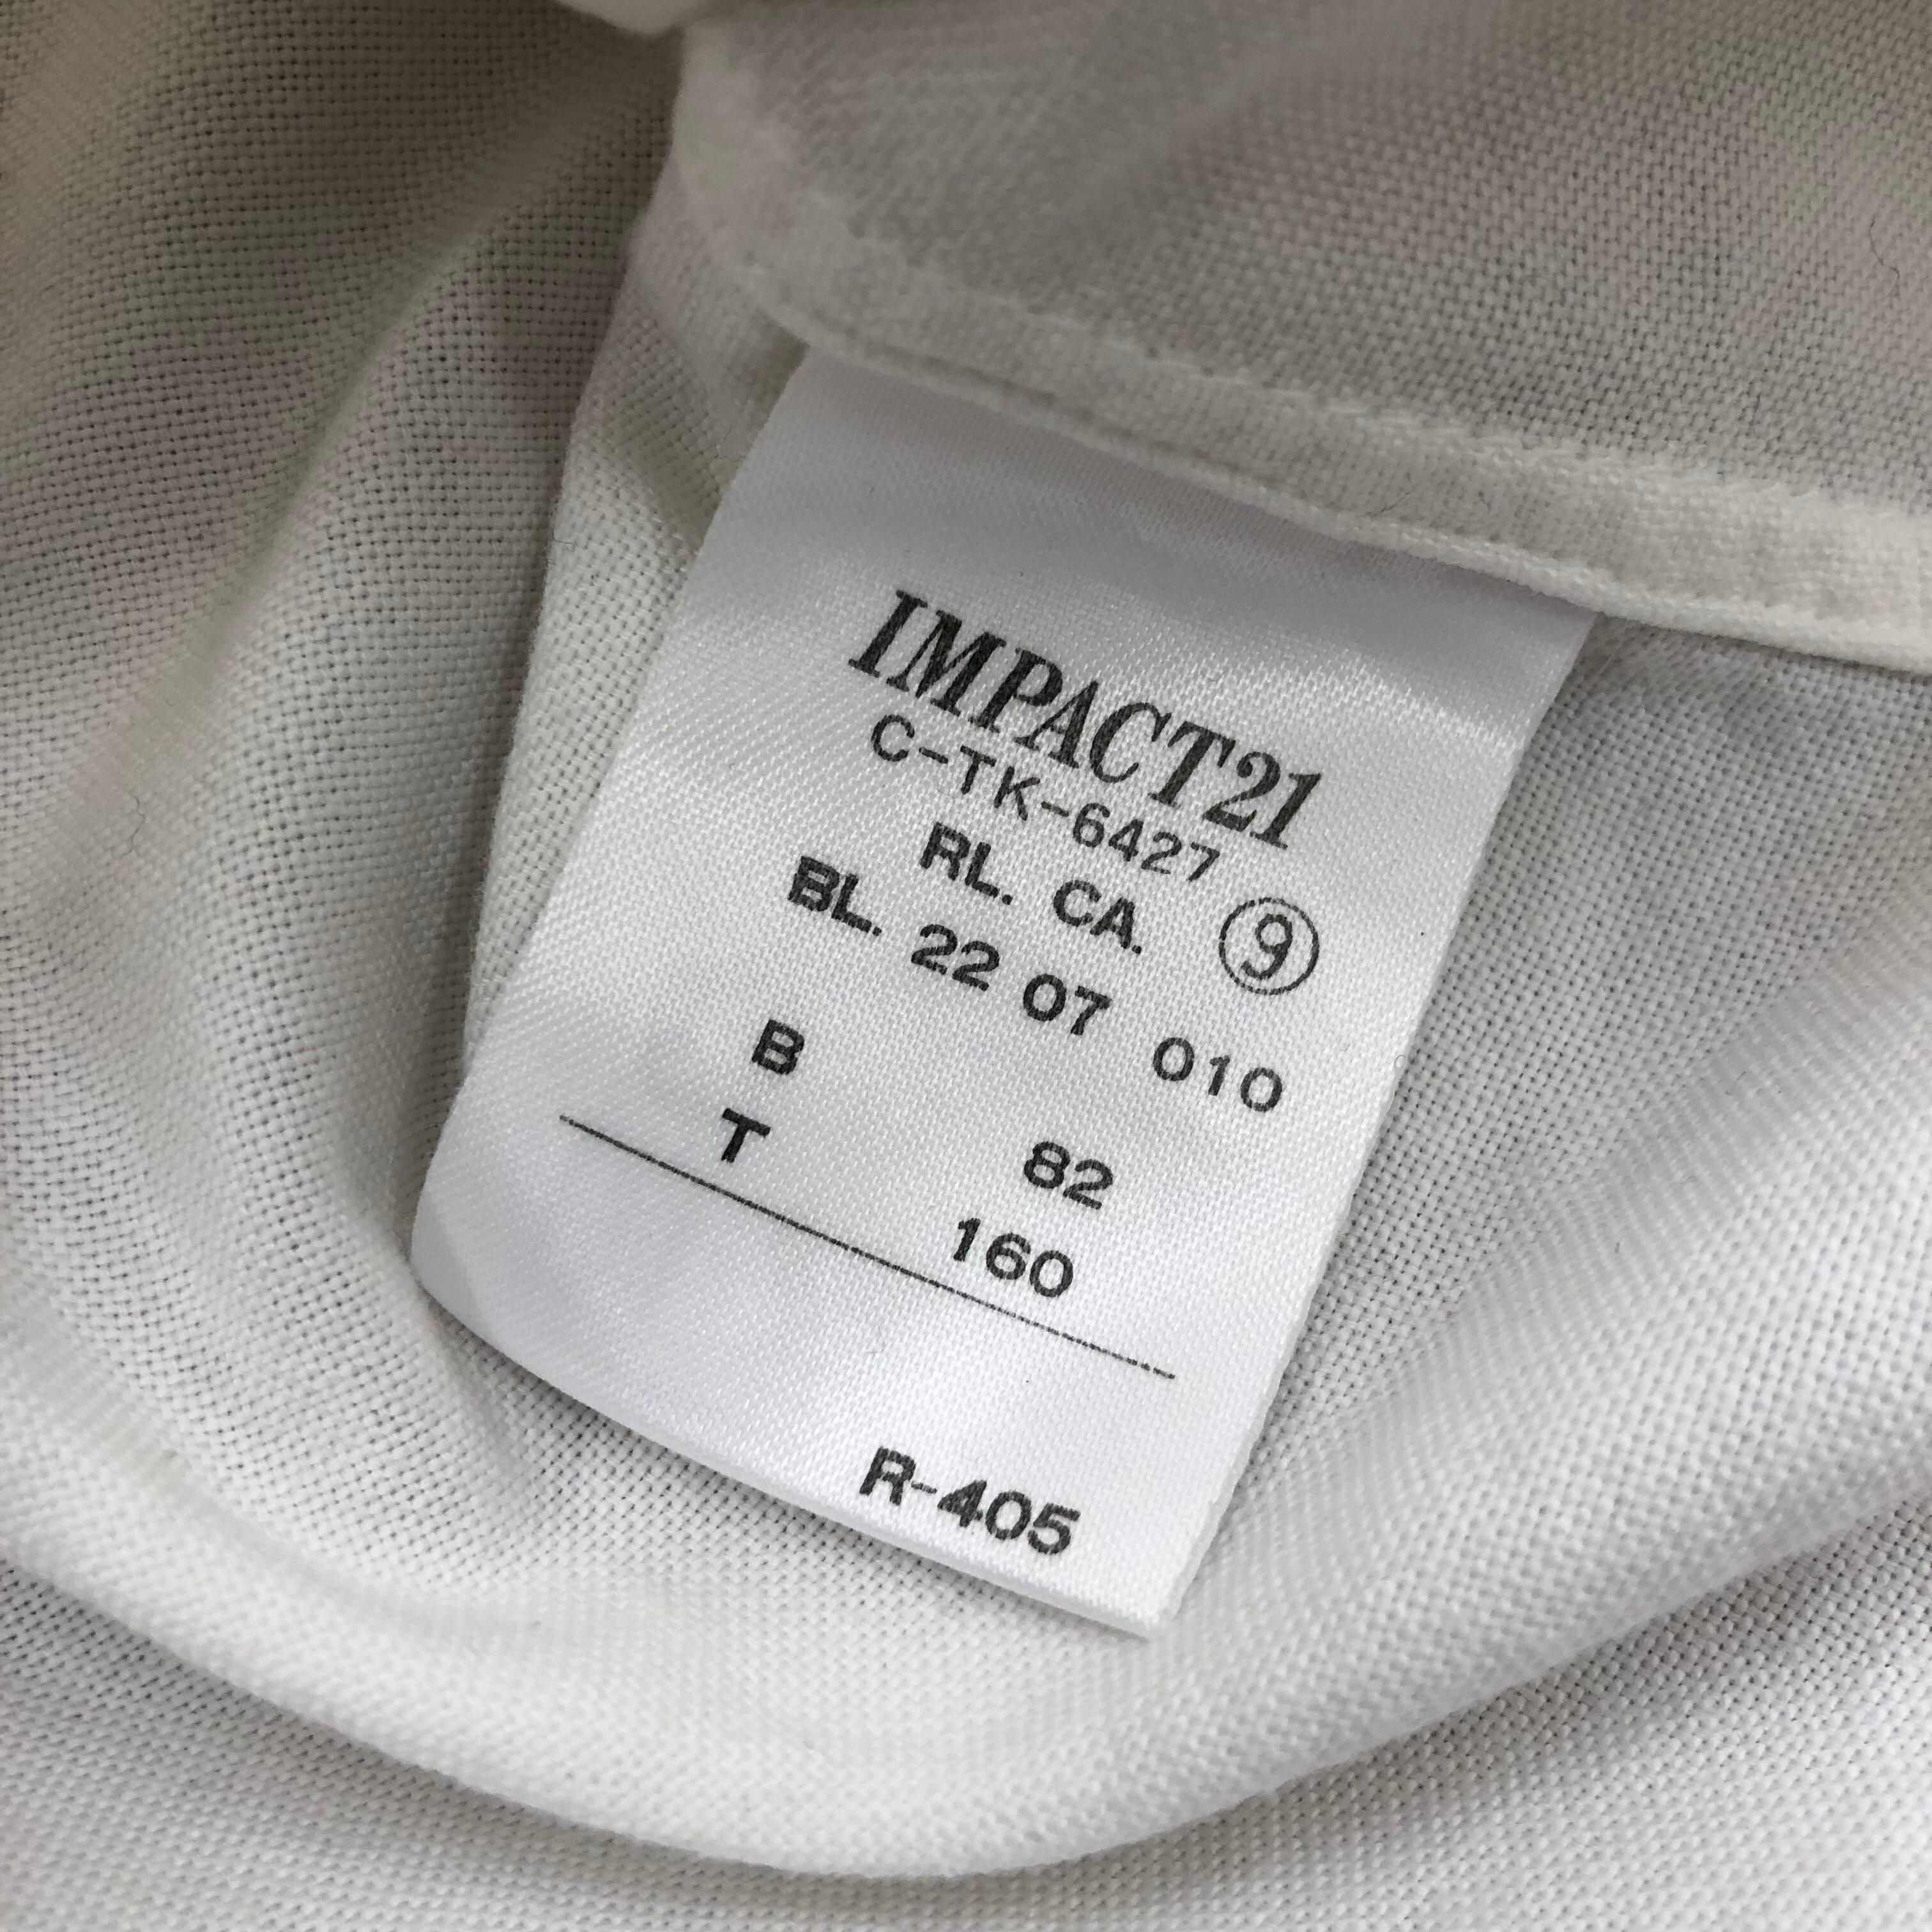 IMPACT21
C-TK-6427
RL. CA. ⑨
BL. 22 07 010
B 82
T 160
R-405